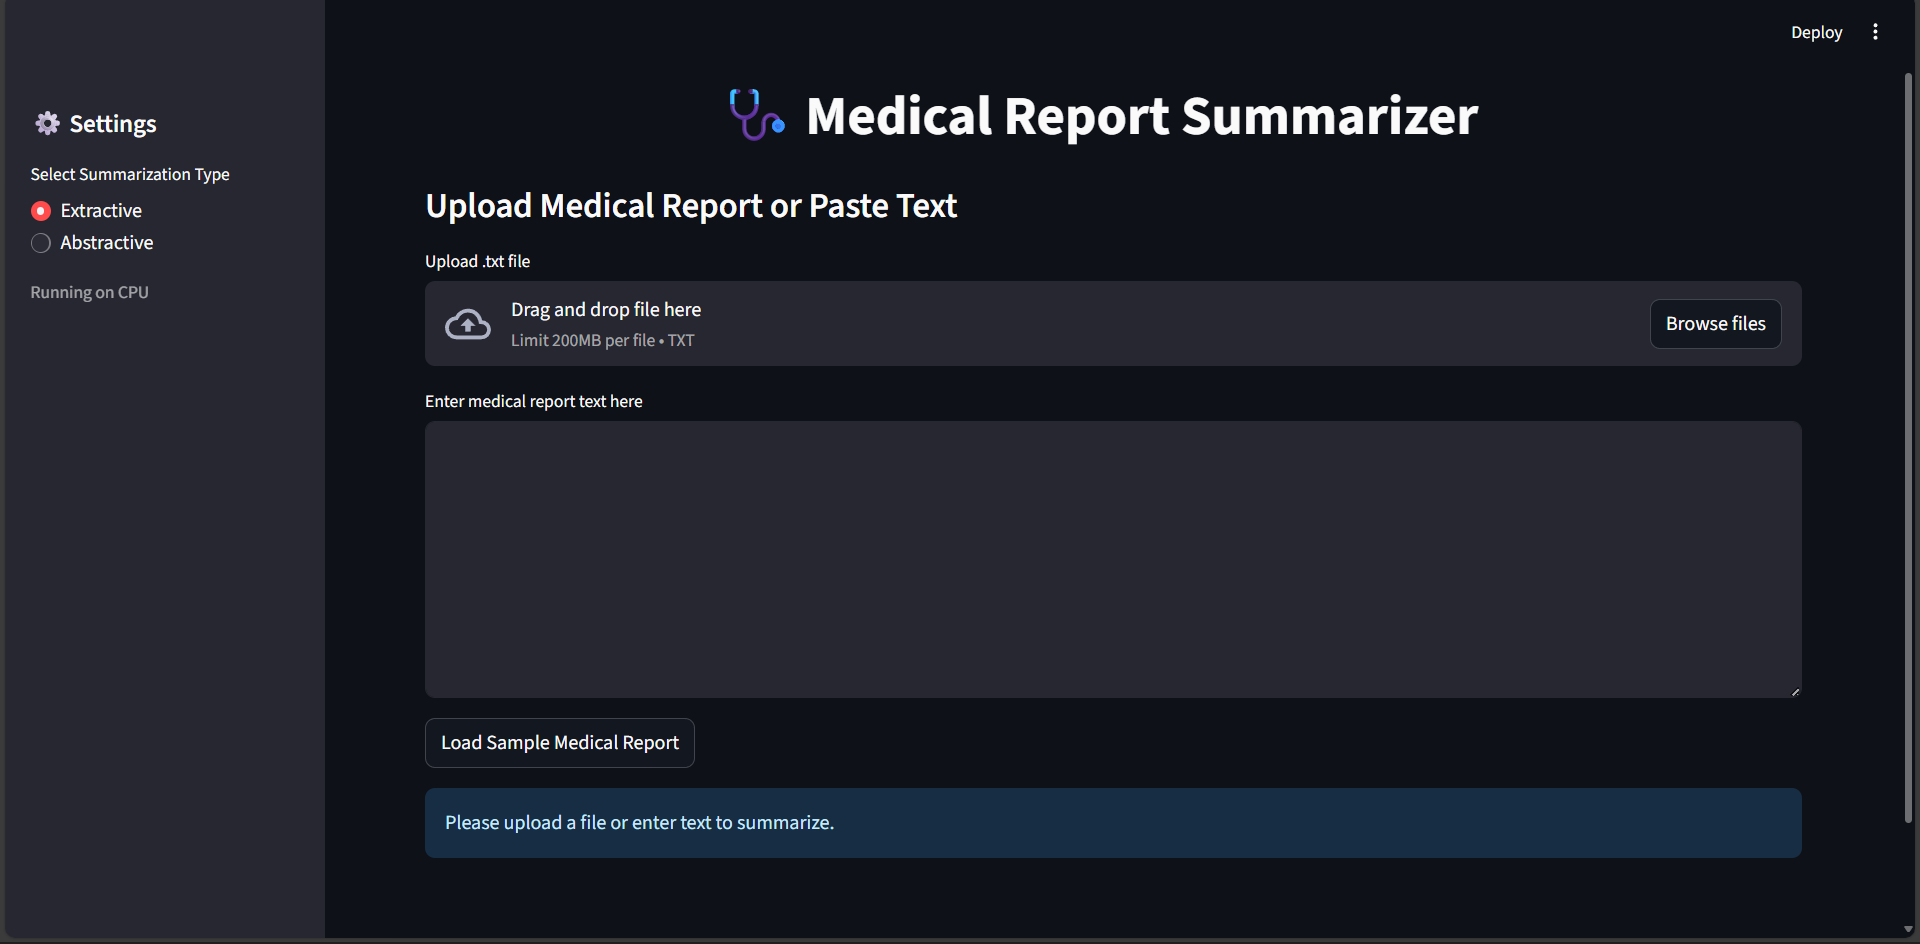 Deploy
Settings
Select Summarization Type
Extractive
Abstractive
Running on CPU
Medical Report Summarizer
Upload Medical Report or Paste Text
Upload .txt file
Drag and drop file here
Limit 200MB per file • TXT
Browse files
Enter medical report text here
Load Sample Medical Report
Please upload a file or enter text to summarize.